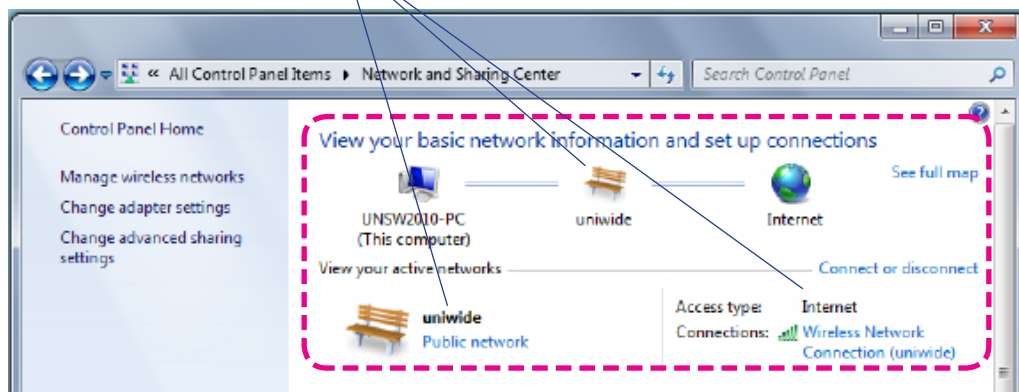 « All Control Panel Items ▸ Network and Sharing Center
Search Control Panel
Control Panel Home
Manage wireless networks
Change adapter settings
Change advanced sharing
settings
View your basic network information and set up connections
See full map
UNSW2010-PC
(This computer)
uniwide
Internet
View your active networks
Connect or disconnect
uniwide
Public network
Access type: Internet
Connections: Wireless Network
Connection (uniwide)